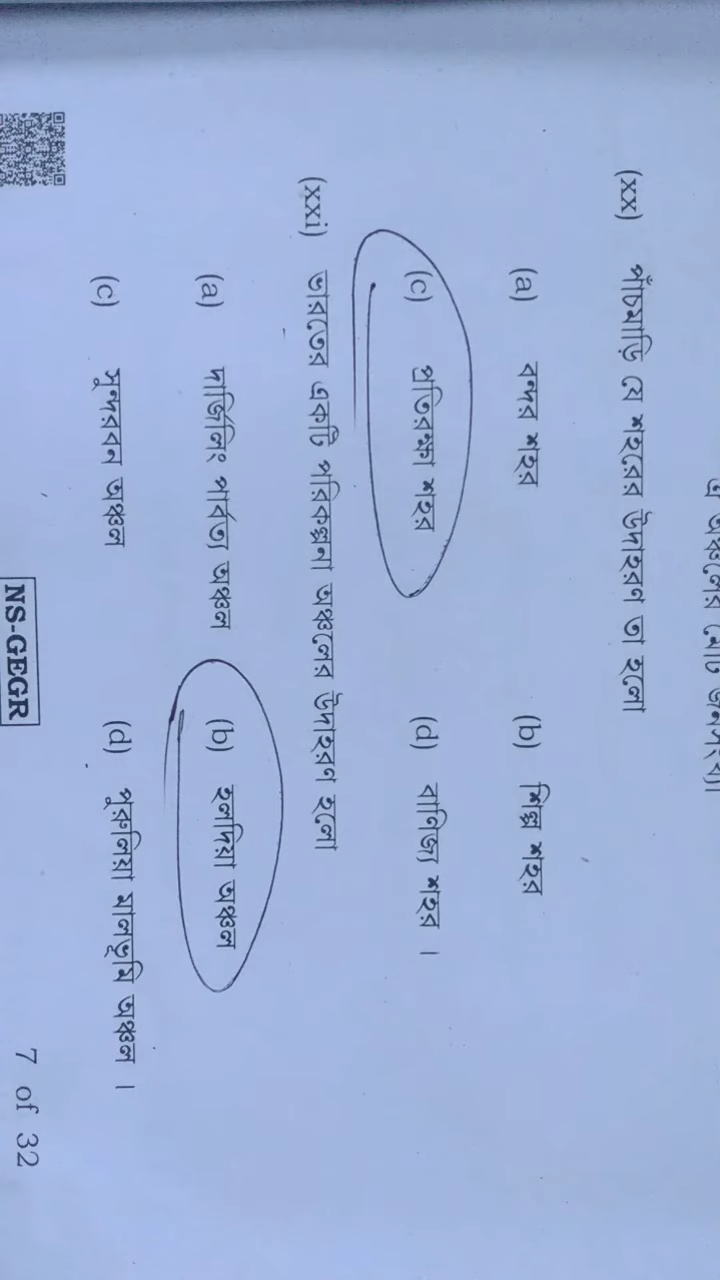 (xx) পাঁচমাড়ি যে শহরের উদাহরণ তা হলো
(a) বন্দর শহর (b) শিল্প শহর
(c) প্রতিরক্ষা শহর (d) বাণিজ্য শহর ।
(xxi) ভারতের একটি পরিকল্পনা অঞ্চলের উদাহরণ হলো
(a) দার্জিলিং পার্বত্য অঞ্চল (b) হলদিয়া অঞ্চল
(c) সুন্দরবন অঞ্চল (d) পুরুলিয়া মালভূমি অঞ্চল ।
NS-GEGR 7 of 32